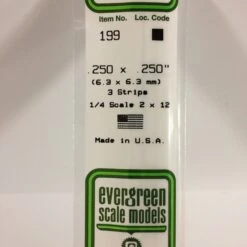 Item No. Loc. Code
199
.250 x .250"
(6.3 x 6.3 mm)
3 Strips
1/4 Scale 2 x 12
Made in U.S.A.
evergreen
scale models